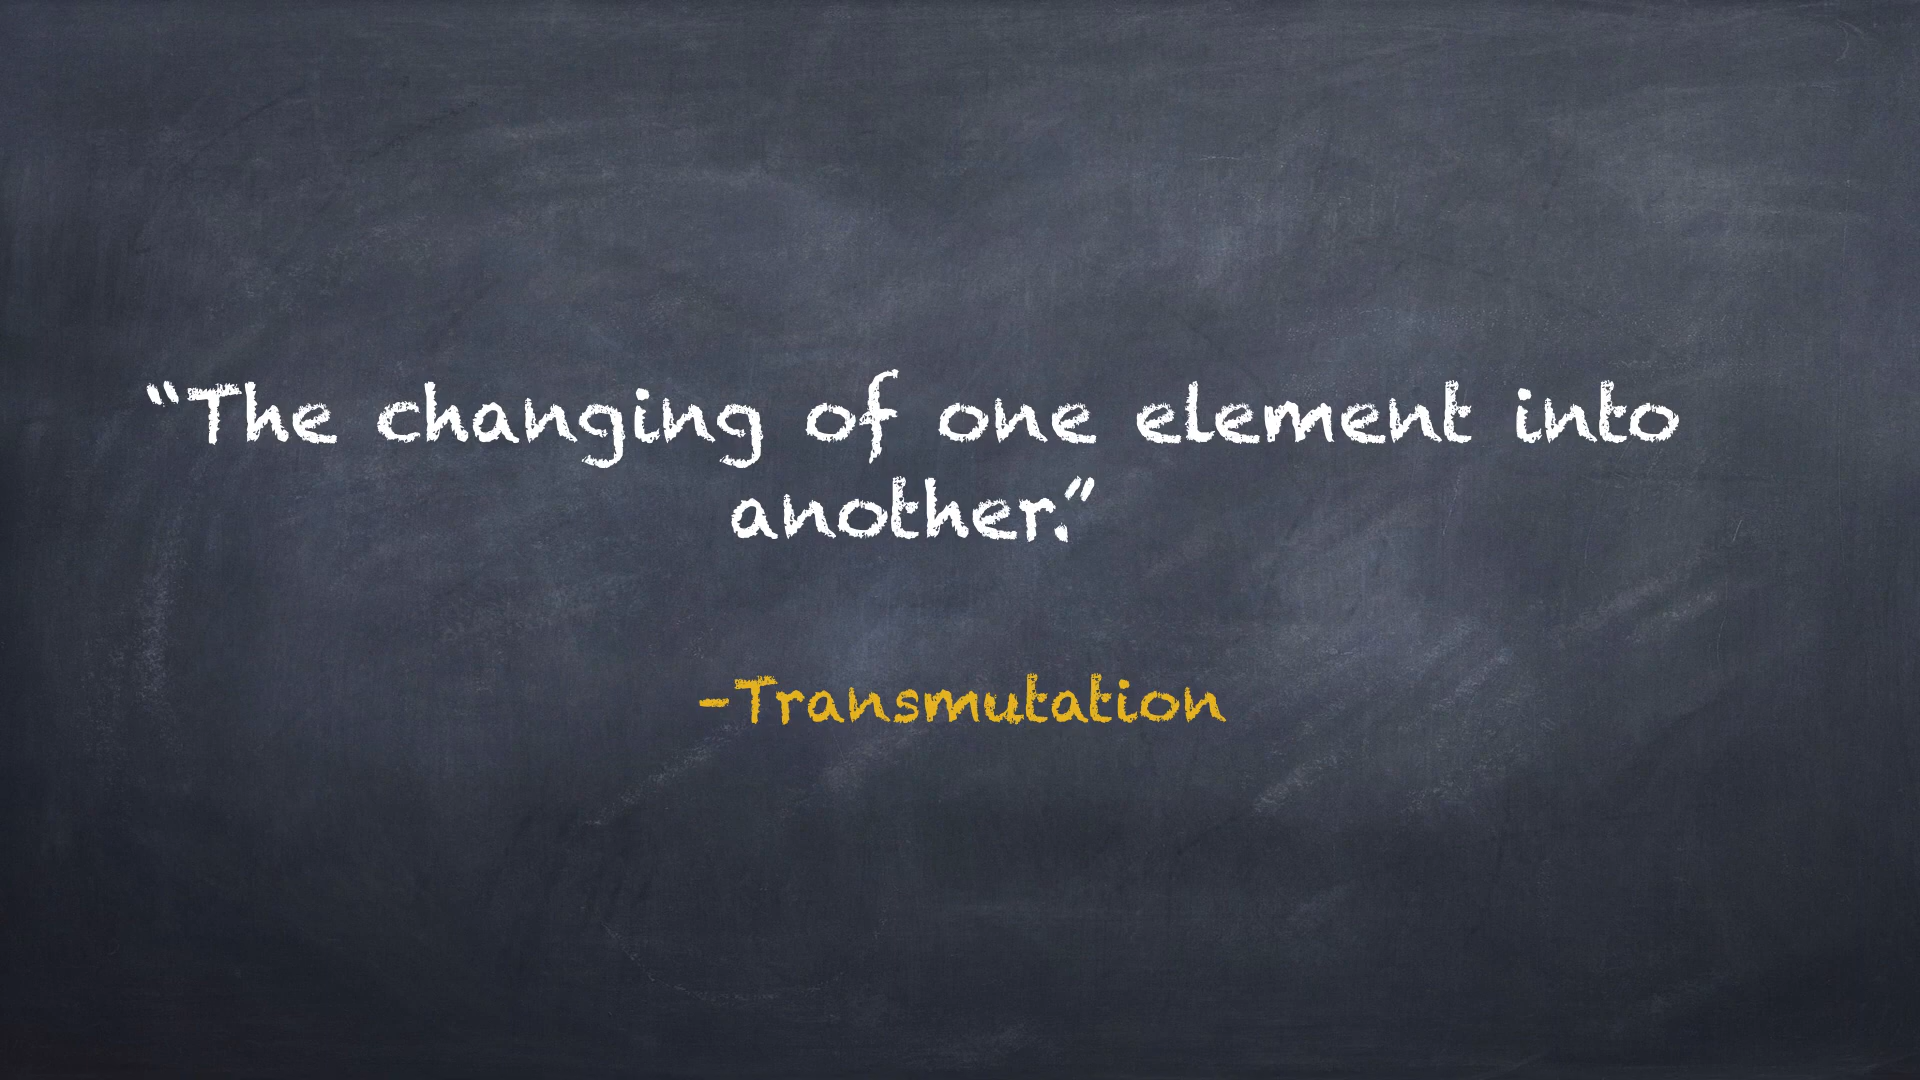 “The changing of one element into
another.”
-Transmutation